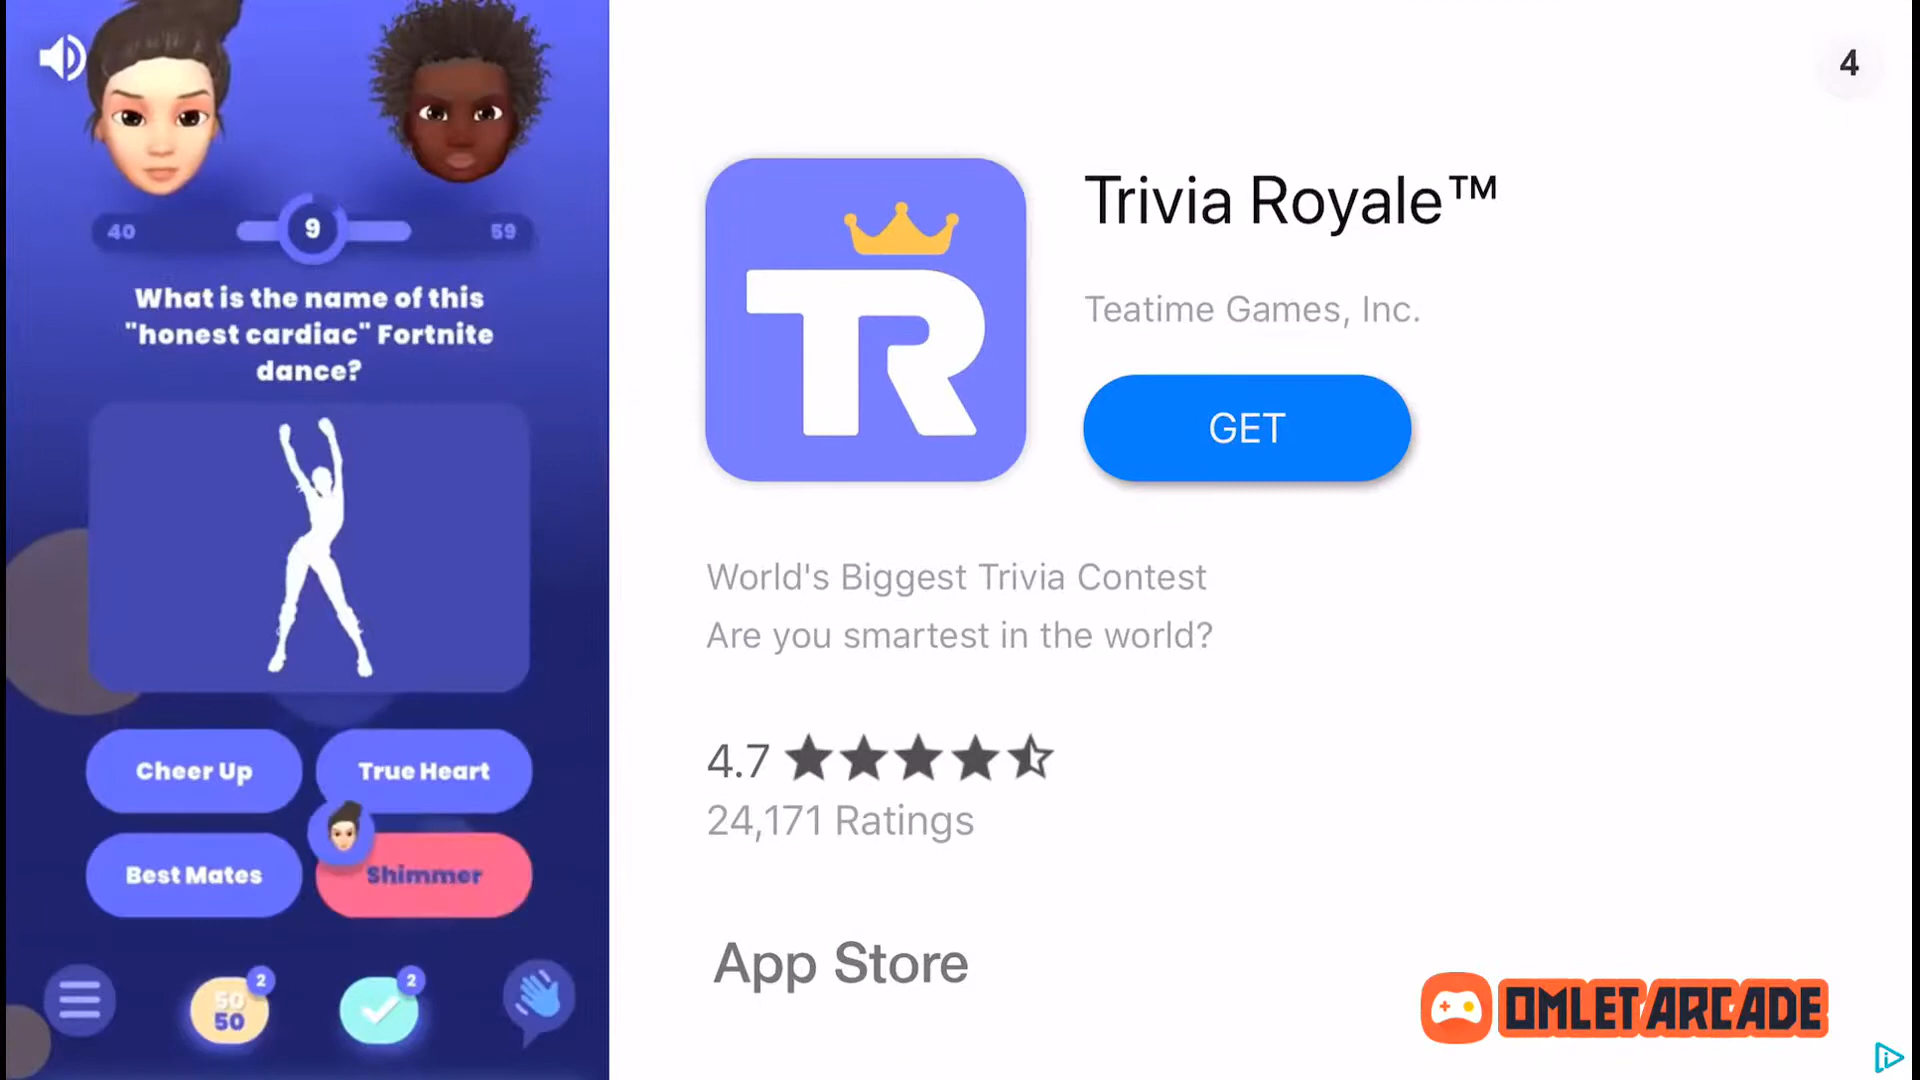 40
9
59
What is the name of this
"honest cardiac" Fortnite
dance?
Cheer Up
True Heart
Best Mates
Shimmer
50
50
2
2
4
Trivia Royale™
TR
Teatime Games, Inc.
GET
World's Biggest Trivia Contest
Are you smartest in the world?
4.7
24,171 Ratings
App Store
OMLET ARCADE